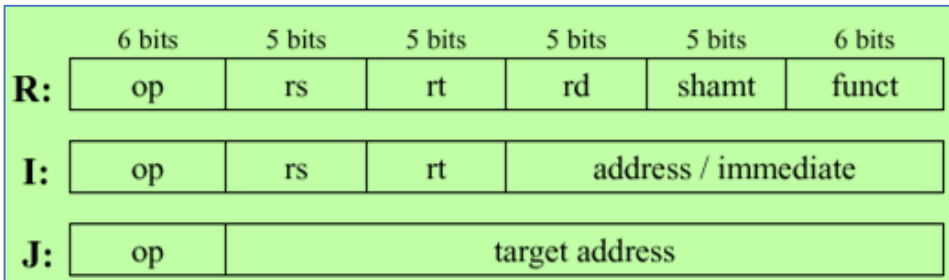 6 bits 5 bits 5 bits 5 bits 5 bits 6 bits
R: op rs rt rd shamt funct
I: op rs rt address / immediate
J: op target address